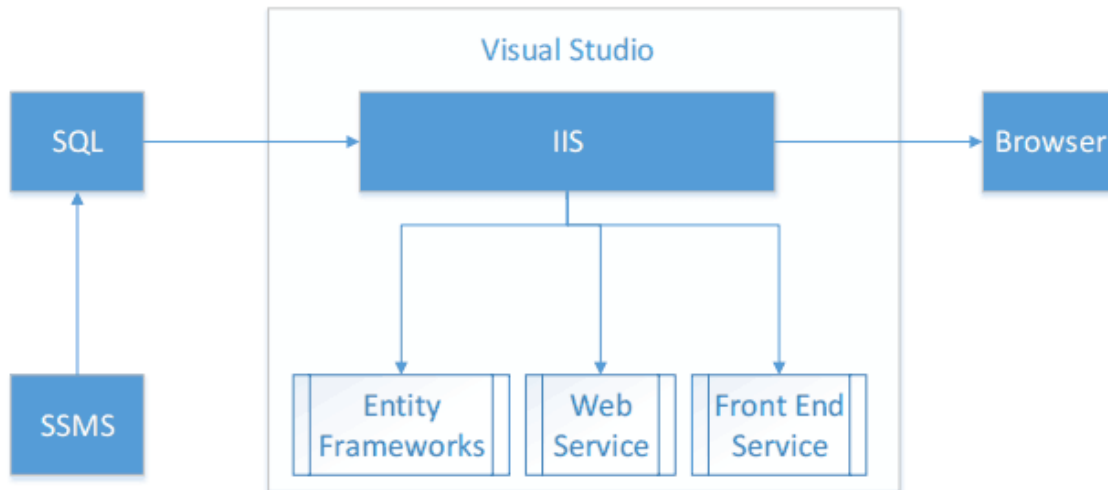 Visual Studio
SQL
IIS
Browser
SSMS
Entity
Frameworks
Web
Service
Front End
Service